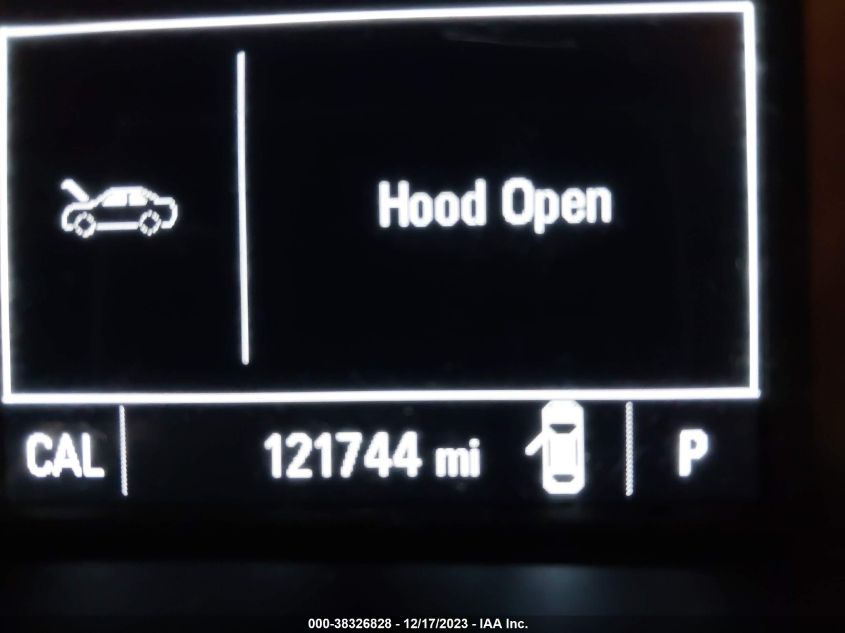 Hood Open
CAL 121744 mi P
000-38326828 - 12/17/2023 - IAA Inc.